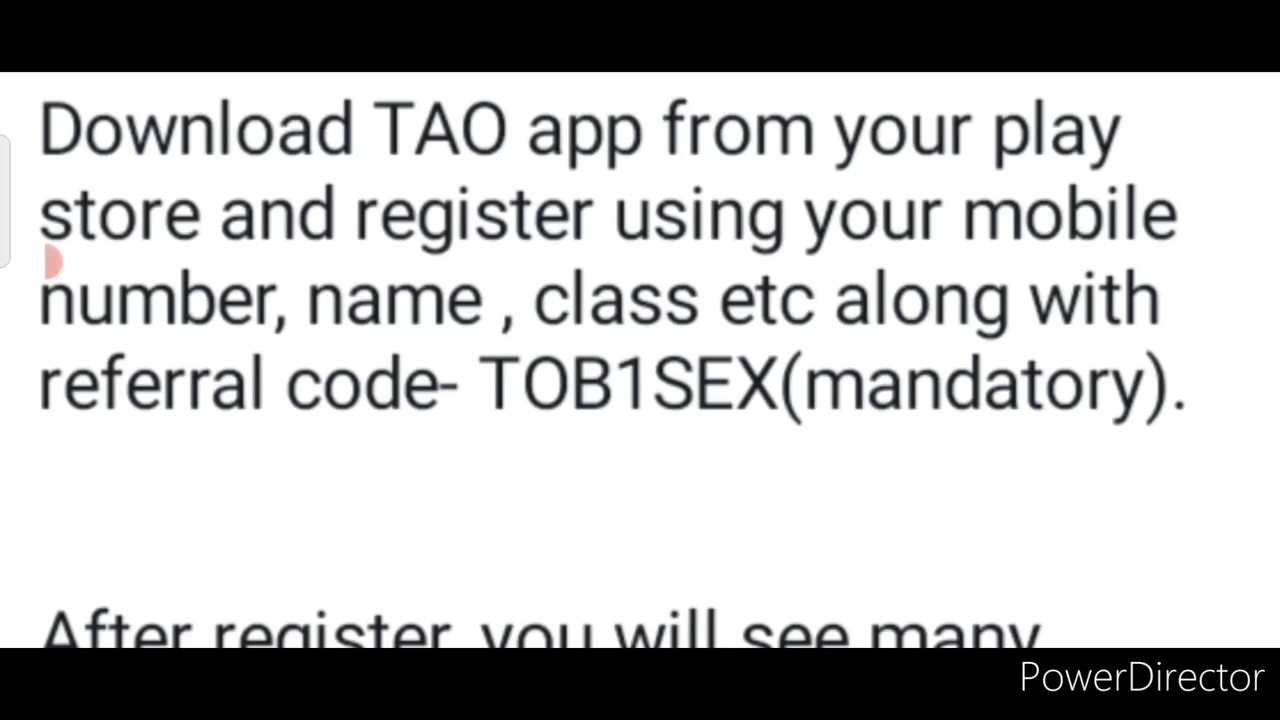 Download TAO app from your play
store and register using your mobile
number, name , class etc along with
referral code- TOB1SEX(mandatory).
After register, you will see many
PowerDirector